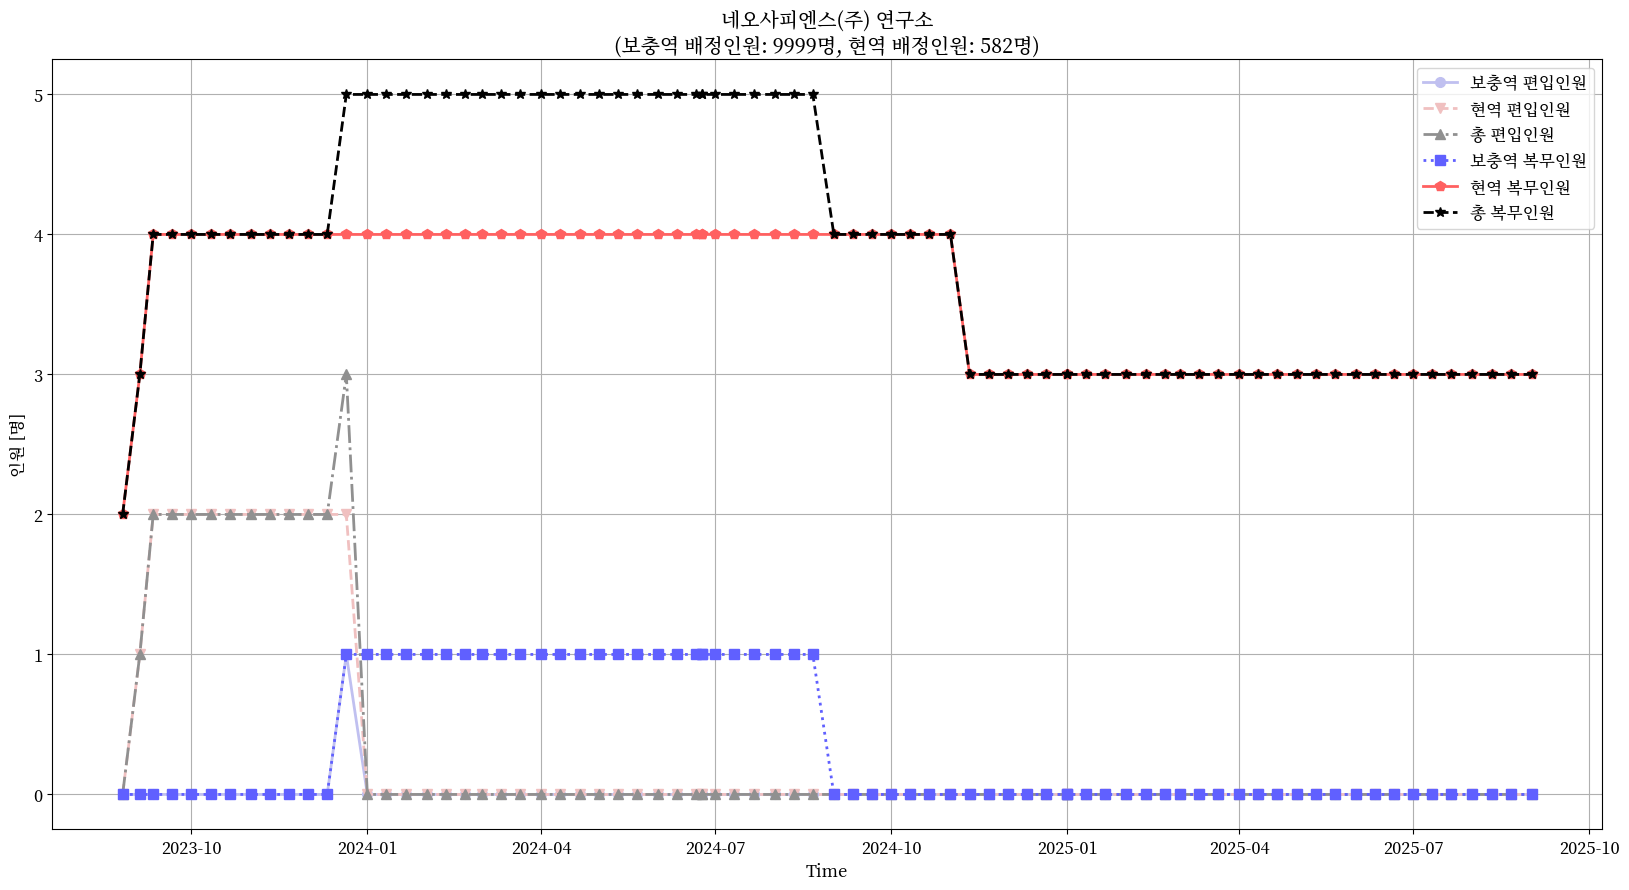 네오사피엔스(주) 연구소
(보충역 배정인원: 9999명, 현역 배정인원: 582명)
보충역 편입인원
현역 편입인원
총 편입인원
보충역 복무인원
현역 복무인원
총 복무인원
인원 [명]
5
4
3
2
1
0
2023-10
2024-01
2024-04
2024-07
2024-10
2025-01
2025-04
2025-07
2025-10
Time